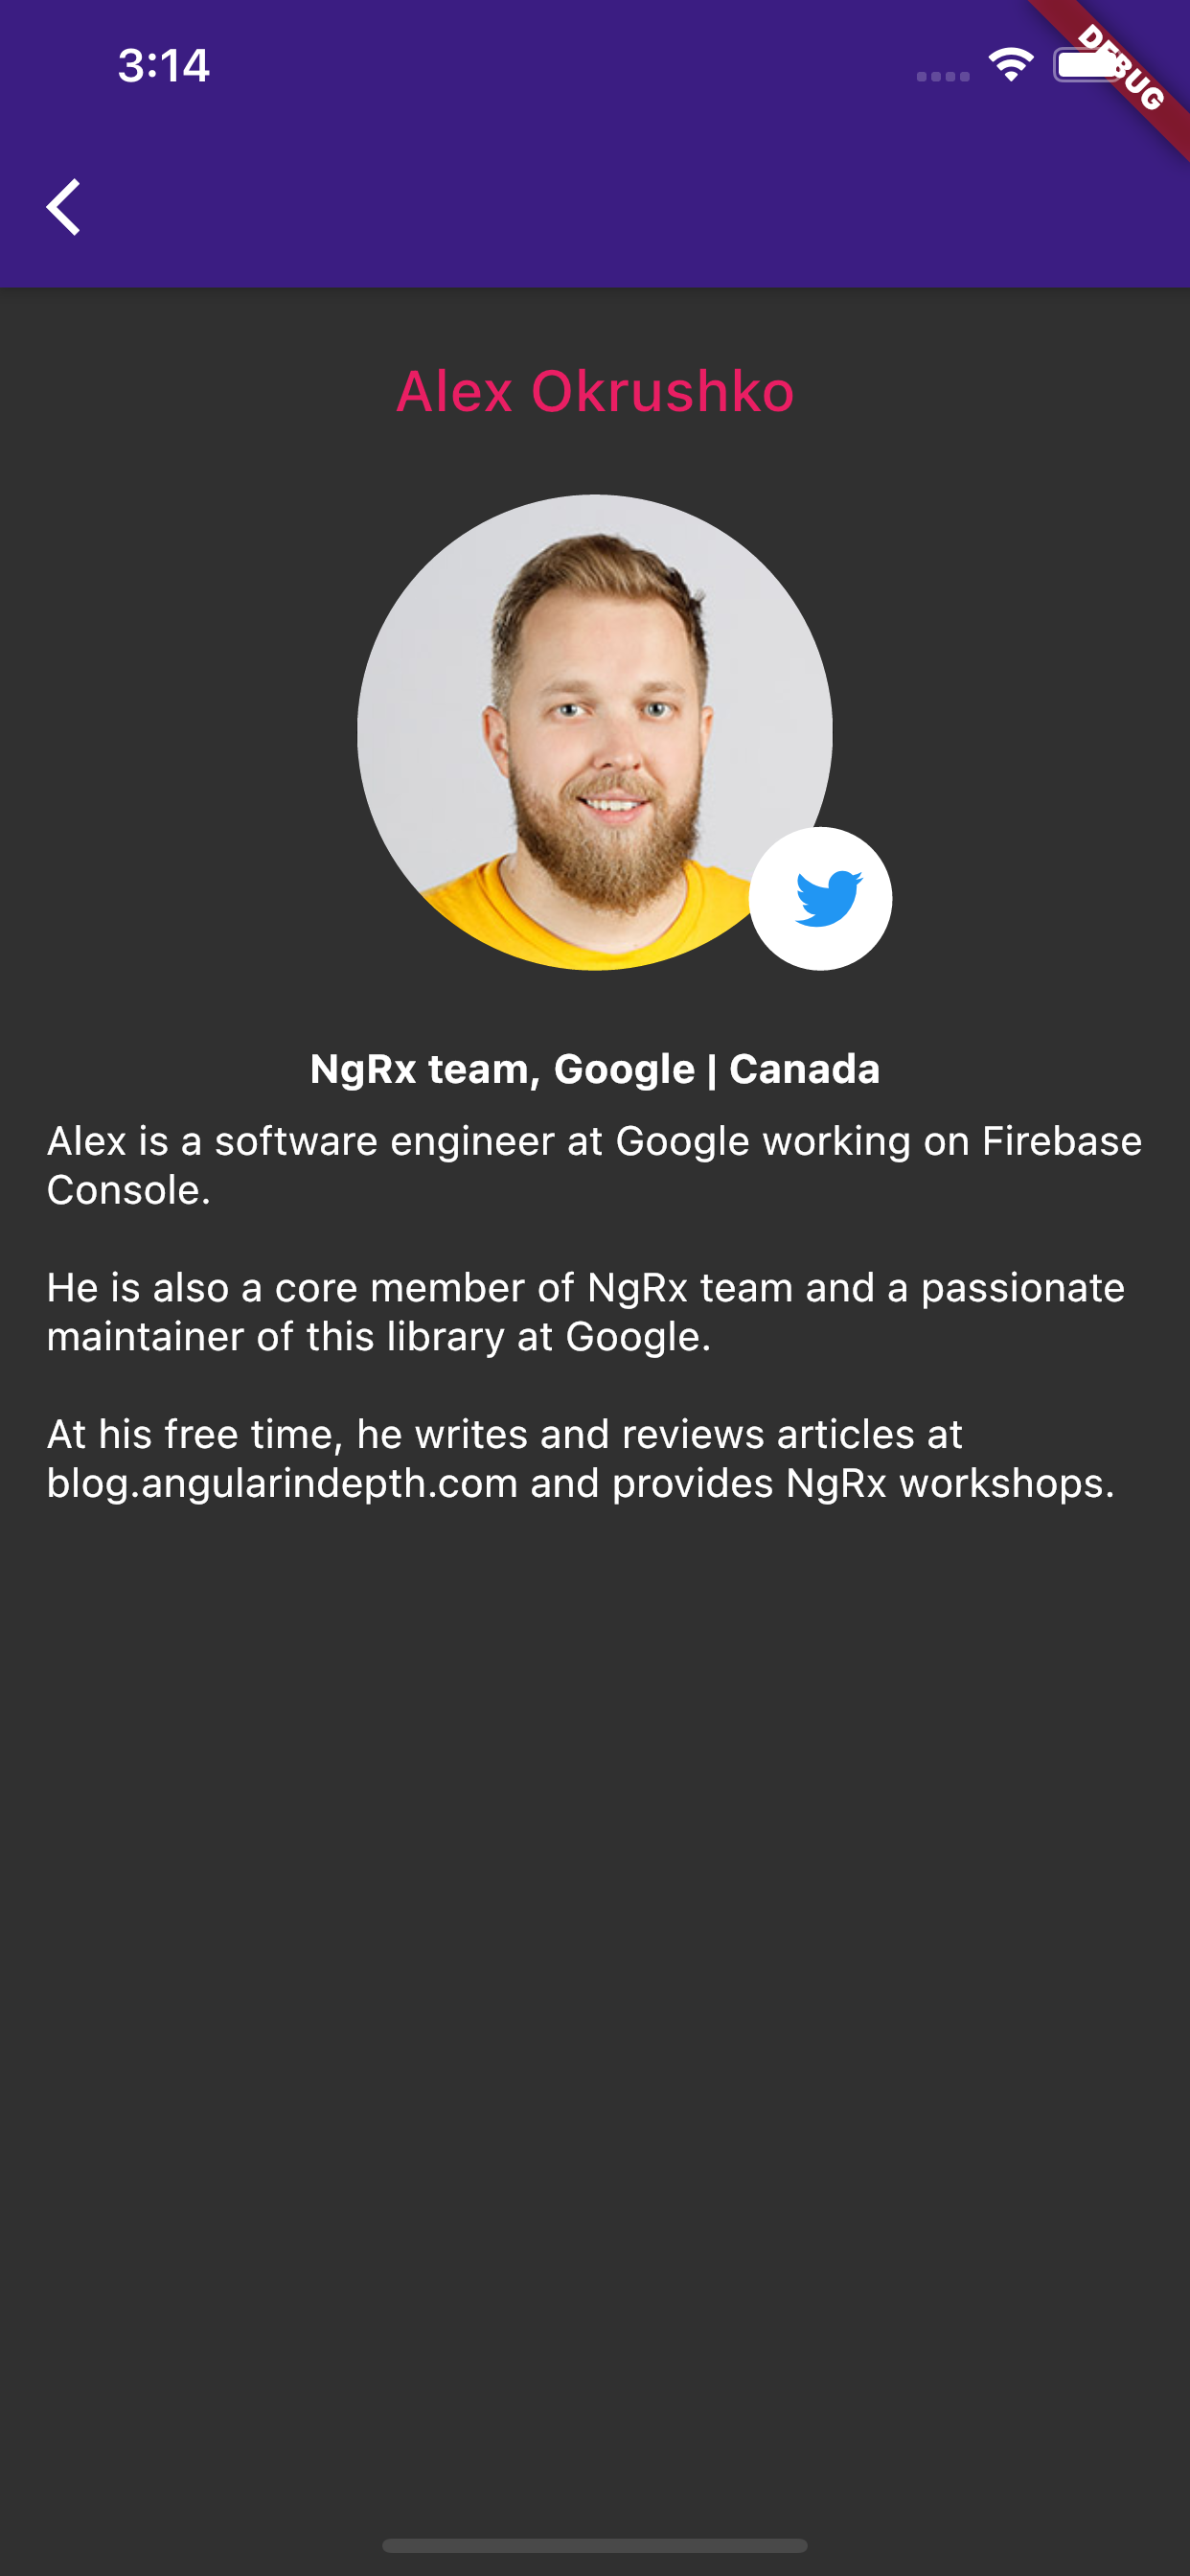 3:14
DEBUG
Alex Okrushko
NgRx team, Google | Canada
Alex is a software engineer at Google working on Firebase
Console.
He is also a core member of NgRx team and a passionate
maintainer of this library at Google.
At his free time, he writes and reviews articles at
blog.angularindepth.com and provides NgRx workshops.